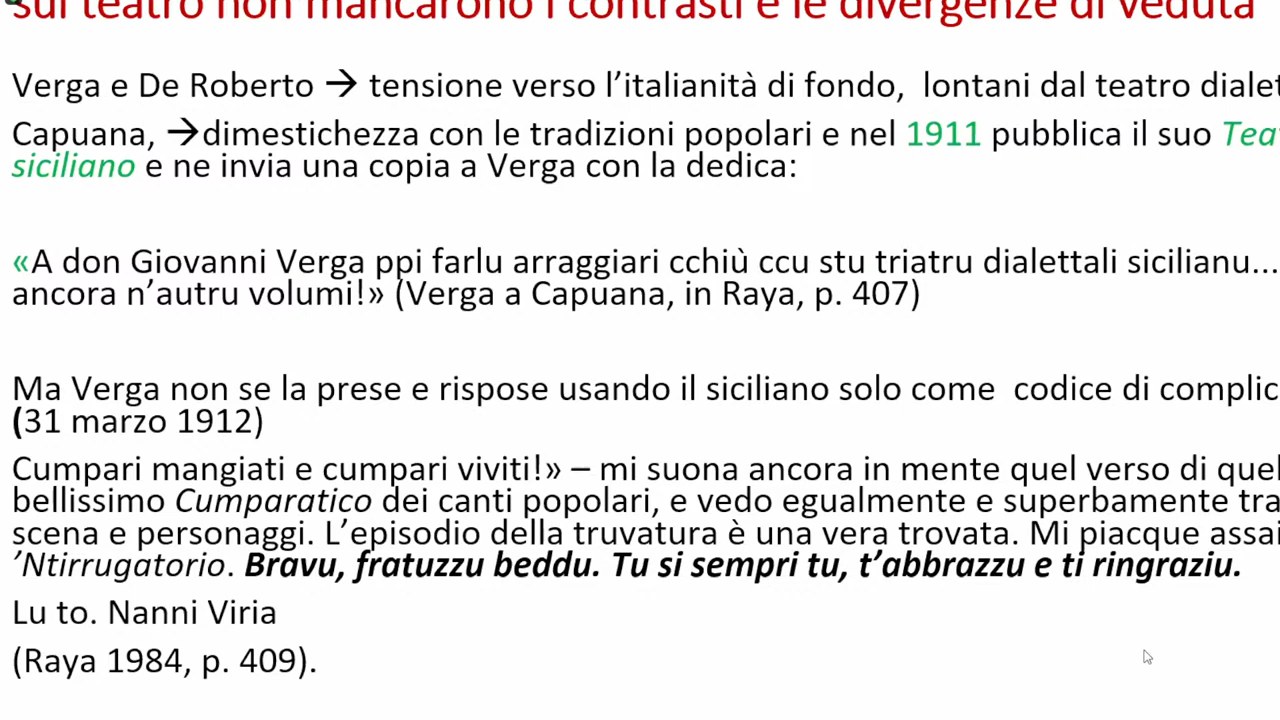 sul teatro non mancarono i contrasti e le divergenze di veduta
Verga e De Roberto → tensione verso l'italianità di fondo,  lontani dal teatro
Capuana, →dimestichezza con le tradizioni popolari e nel 1911 pubblica il suo
siciliano e ne invia una copia a Verga con la dedica:
«A don Giovanni Verga ppi farlu arraggiari cchiù ccu stu triatru dialettali sicilianu...
ancora n'autru volumi!» (Verga a Capuana, in Raya, p. 407)
Ma Verga non se la prese e rispose usando il siciliano solo come  codice di
(31 marzo 1912)
Cumpari mangiati e cumpari viviti!» – mi suona ancora in mente quel verso di
bellissimo Cumparatico dei canti popolari, e vedo egualmente e superbamente
scena e personaggi. L'episodio della truvatura è una vera trovata. Mi piacque assai
'Ntirrugatorio. Bravu, fratuzzu beddu. Tu si sempri tu, t'abbrazzu e ti ringraziu.
Lu to. Nanni Viria
(Raya 1984, p. 409).